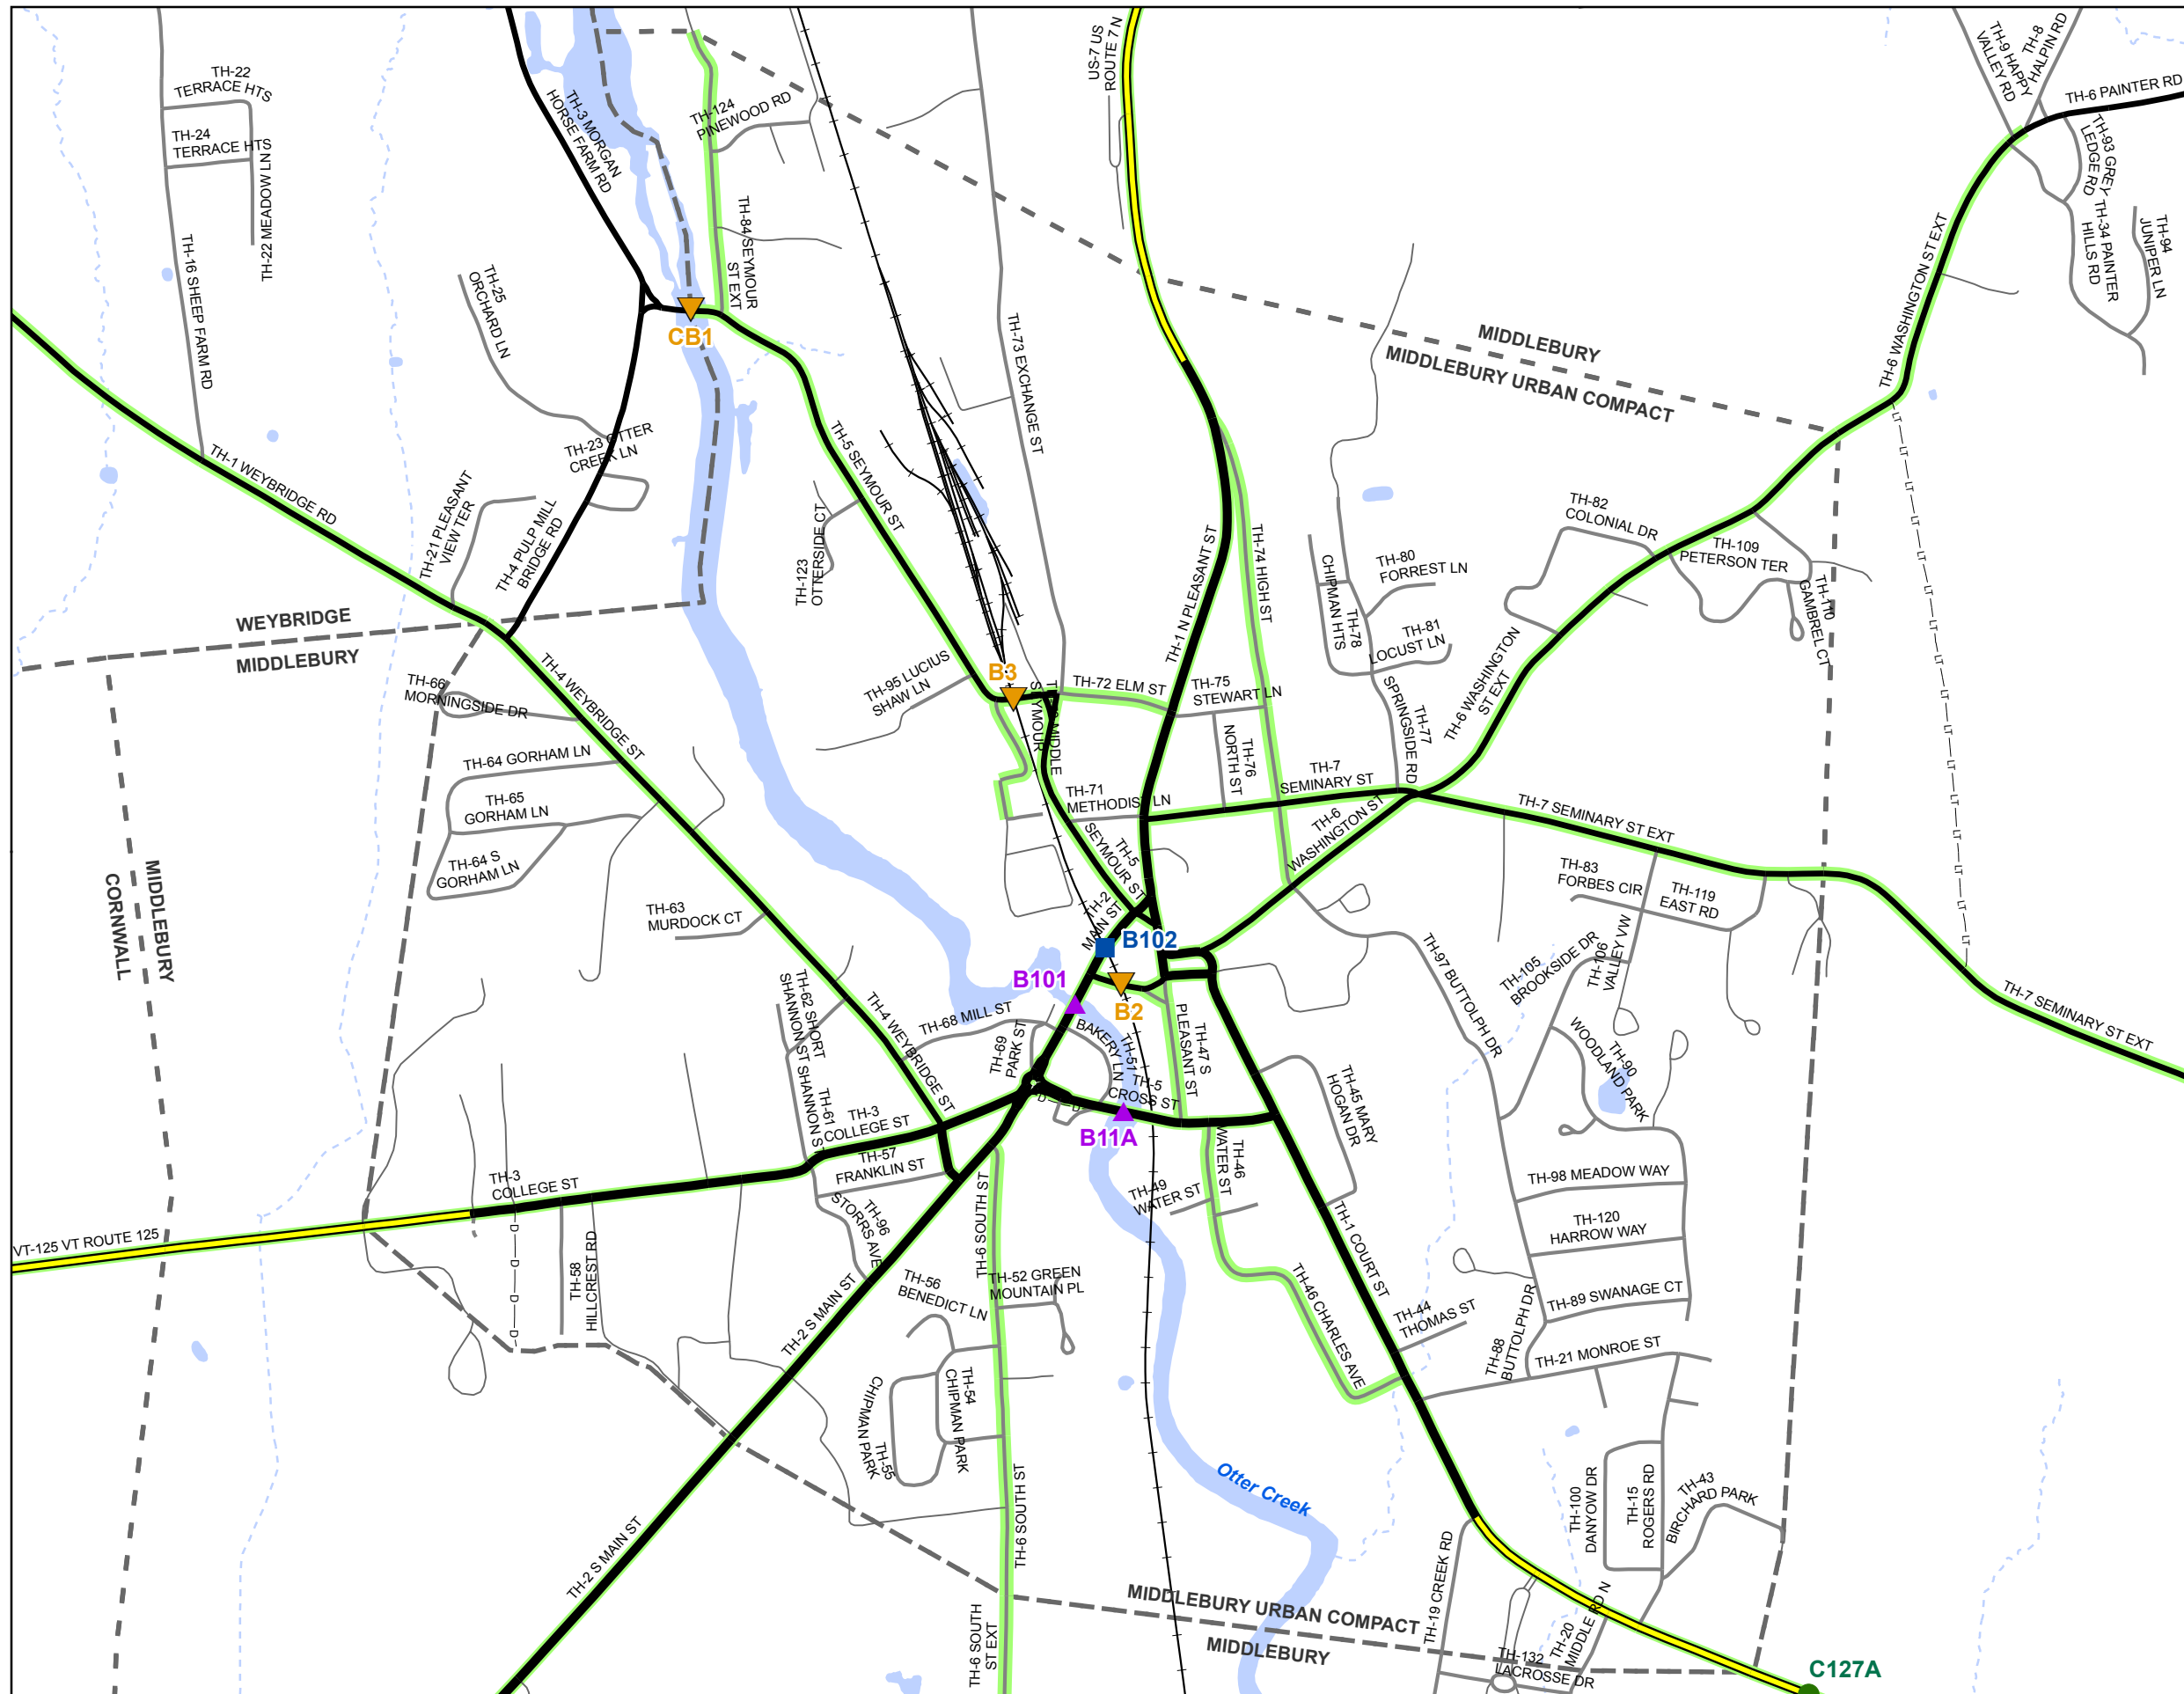 US-7 US
ROUTE 7 N
TH-9 HAPPY
VALLEY RD
TH-8
HALPIN RD
TH-6 PAINTER RD
TH-22
TERRACE HTS
TH-24
TERRACE HTS
TH-22 MEADOW LN
TH-3 MORGAN
HORSE FARM RD
TH-124
PINEWOOD RD
TH-93 GREY
LEDGE RD
TH-34 PAINTER
HILLS RD
TH-94
JUNIPER LN
TH-16 SHEEP FARM RD
TH-25
ORCHARD LN
TH-84 SEYMOUR
ST EXT
CB1
TH-73 EXCHANGE ST
MIDDLEBURY
MIDDLEBURY URBAN COMPACT
TH-6 WASHINGTON ST EXT
TH-1 WEYBRIDGE RD
TH-23 OTTER
CREEK LN
TH-5 SEYMOUR ST
TH-21 PLEASANT
VIEW TER
TH-4 PULP MILL
BRIDGE RD
TH-123
OTTERSIDE CT
TH-1 N PLEASANT ST
TH-74 HIGH ST
CHIPMAN HTS
TH-78
TH-80
FORREST LN
TH-81
LOCUST LN
TH-82
COLONIAL DR
TH-109
PETERSON TER
TH-110
GAMBREL CT
LT
WEYBRIDGE
MIDDLEBURY
TH-66
MORNINGSIDE DR
TH-4 WEYBRIDGE ST
TH-95 LUCIUS
SHAW LN
B3
SEYMOUR
MIDDLE
TH-72 ELM ST
TH-75
STEWART LN
TH-76
NORTH ST
TH-77
SPRINGSIDE RD
TH-6 WASHINGTON
ST EXT
TH-64 GORHAM LN
TH-65
GORHAM LN
TH-64 S
GORHAM LN
TH-71
METHODIST LN
TH-7
SEMINARY ST
TH-6
WASHINGTON ST
TH-7 SEMINARY ST EXT
TH-5
SEYMOUR ST
TH-2
MAIN ST
TH-83
FORBES CIR
TH-119
EAST RD
MIDDLEBURY
CORNWALL
TH-63
MURDOCK CT
B102
B101
B2
TH-97 BUTTOLPH DR
TH-105
BROOKSIDE DR
TH-106
VALLEY VW
TH-7 SEMINARY ST EXT
TH-62 SHORT
SHANNON ST
TH-4 WEYBRIDGE ST
TH-68 MILL ST
TH-69
PARK ST
BAKERY LN
TH-51
TH-47 S
PLEASANT ST
TH-5
CROSS ST
TH-45 MARY
HOGAN DR
WOODLAND PARK
TH-90
TH-61
SHANNON ST
TH-3
COLLEGE ST
B11A
D
TH-57
FRANKLIN ST
TH-3
COLLEGE ST
TH-46
WATER ST
TH-49
WATER ST
TH-98 MEADOW WAY
TH-120
HARROW WAY
VT-125 VT ROUTE 125
TH-96
STORRS AVE
TH-6 SOUTH ST
TH-1 COURT ST
TH-58
HILLCREST RD
D
TH-56
BENEDICT LN
TH-52 GREEN
MOUNTAIN PL
TH-46 CHARLES AVE
TH-44
THOMAS ST
TH-88
BUTTOLPH DR
TH-89 SWANAGE CT
TH-21 MONROE ST
TH-2 S MAIN ST
TH-54
CHIPMAN PARK
TH-55
CHIPMAN PARK
TH-6 SOUTH ST
Otter Creek
TH-100
DANYOW DR
TH-15
ROGERS RD
TH-43
BIRCHARD PARK
TH-2 S MAIN ST
MIDDLEBURY URBAN COMPACT
MIDDLEBURY
TH-6 SOUTH
ST EXT
TH-19 CREEK RD
TH-20
MIDDLE RD N
TH-132
LACROSSE DR
C127A